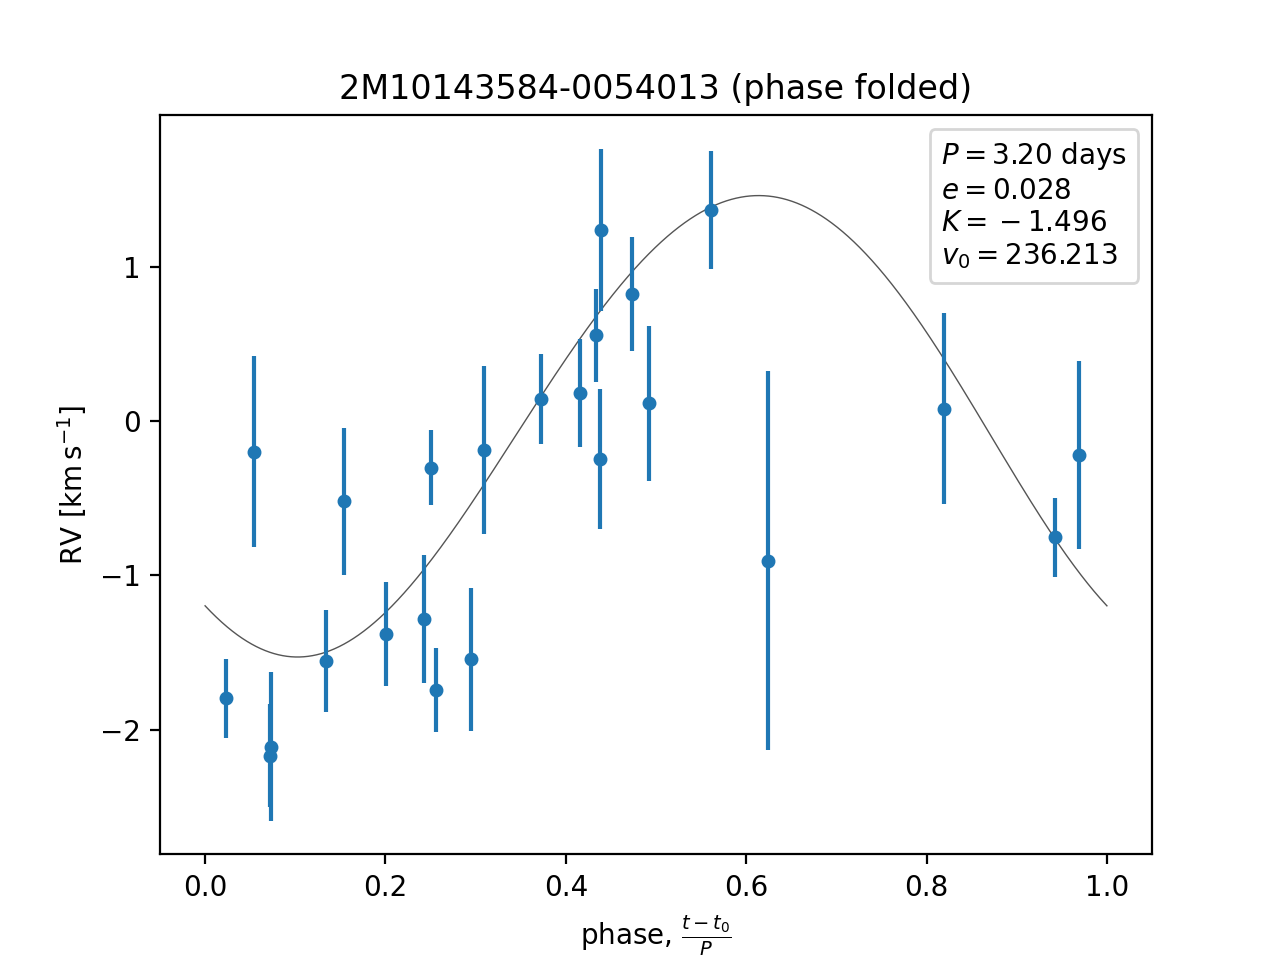 2M10143584-0054013 (phase folded)
P = 3.20 days
e = 0.028
K = −1.496
v₀ = 236.213
1
0
−1
−2
RV [km s⁻¹]
0.0 0.2 0.4 0.6 0.8 1.0
phase, (t − t₀)/P